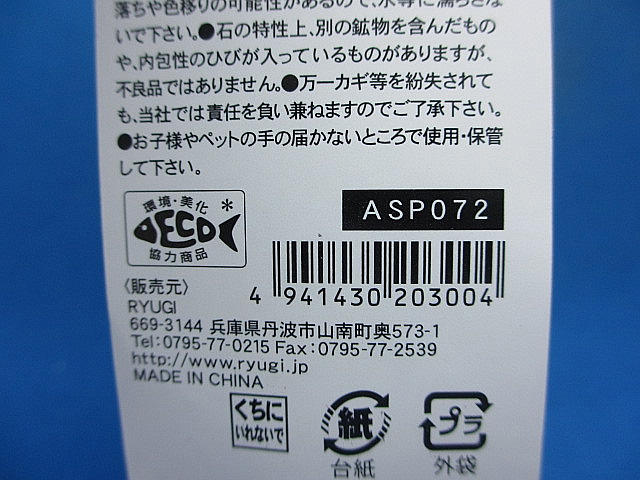 落ちや色移りの可能性があるので、水等に濡らさな
いで下さい。●石の特性上、別の鉱物を含んだもの
や、内包性のひびが入っているものがありますが、
不良品ではありません。●万一カギ等を紛失されて
も、当社では責任を負い兼ねますのでご了承下さい。
●お子様やペットの手の届かないところで使用・保管
して下さい。
環境・美化
DECO
*
協力商品
ASP072
4 941430 203004
〈販売元〉
RYUGI
669-3144 兵庫県丹波市山南町奥573-1
Tel:0795-77-0215 Fax:0795-77-2539
http://www.ryugi.jp
MADE IN CHINA
くちに
いれないで
紙
台紙
プラ
外袋